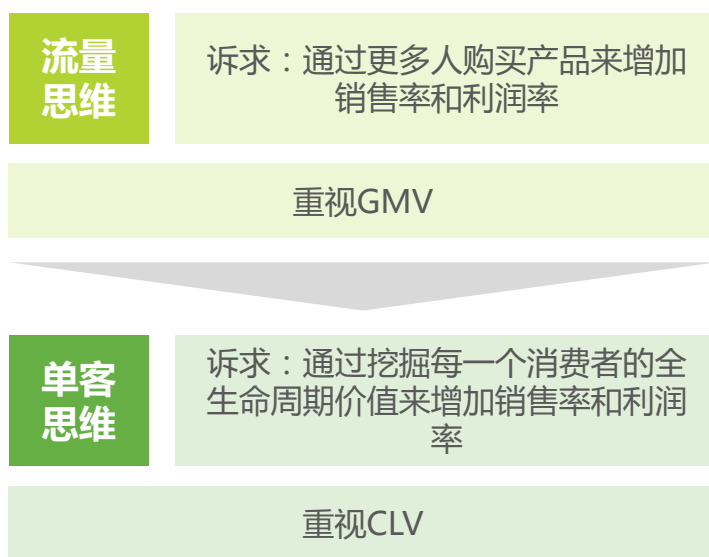 流量
思维
诉求：通过更多人购买产品来增加
销售率和利润率
重视GMV
单客
思维
诉求：通过挖掘每一个消费者的全
生命周期价值来增加销售率和利润
率
重视CLV